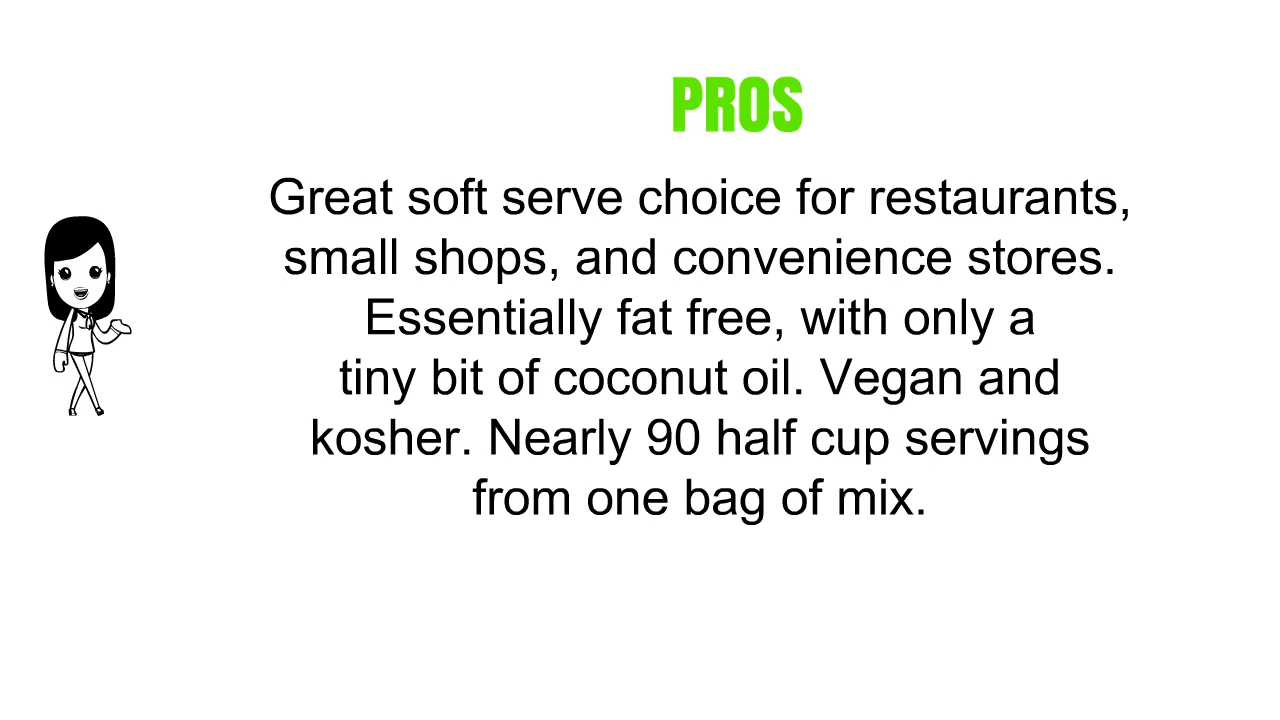 PROS
Great soft serve choice for restaurants,
small shops, and convenience stores.
Essentially fat free, with only a
tiny bit of coconut oil. Vegan and
kosher. Nearly 90 half cup servings
from one bag of mix.